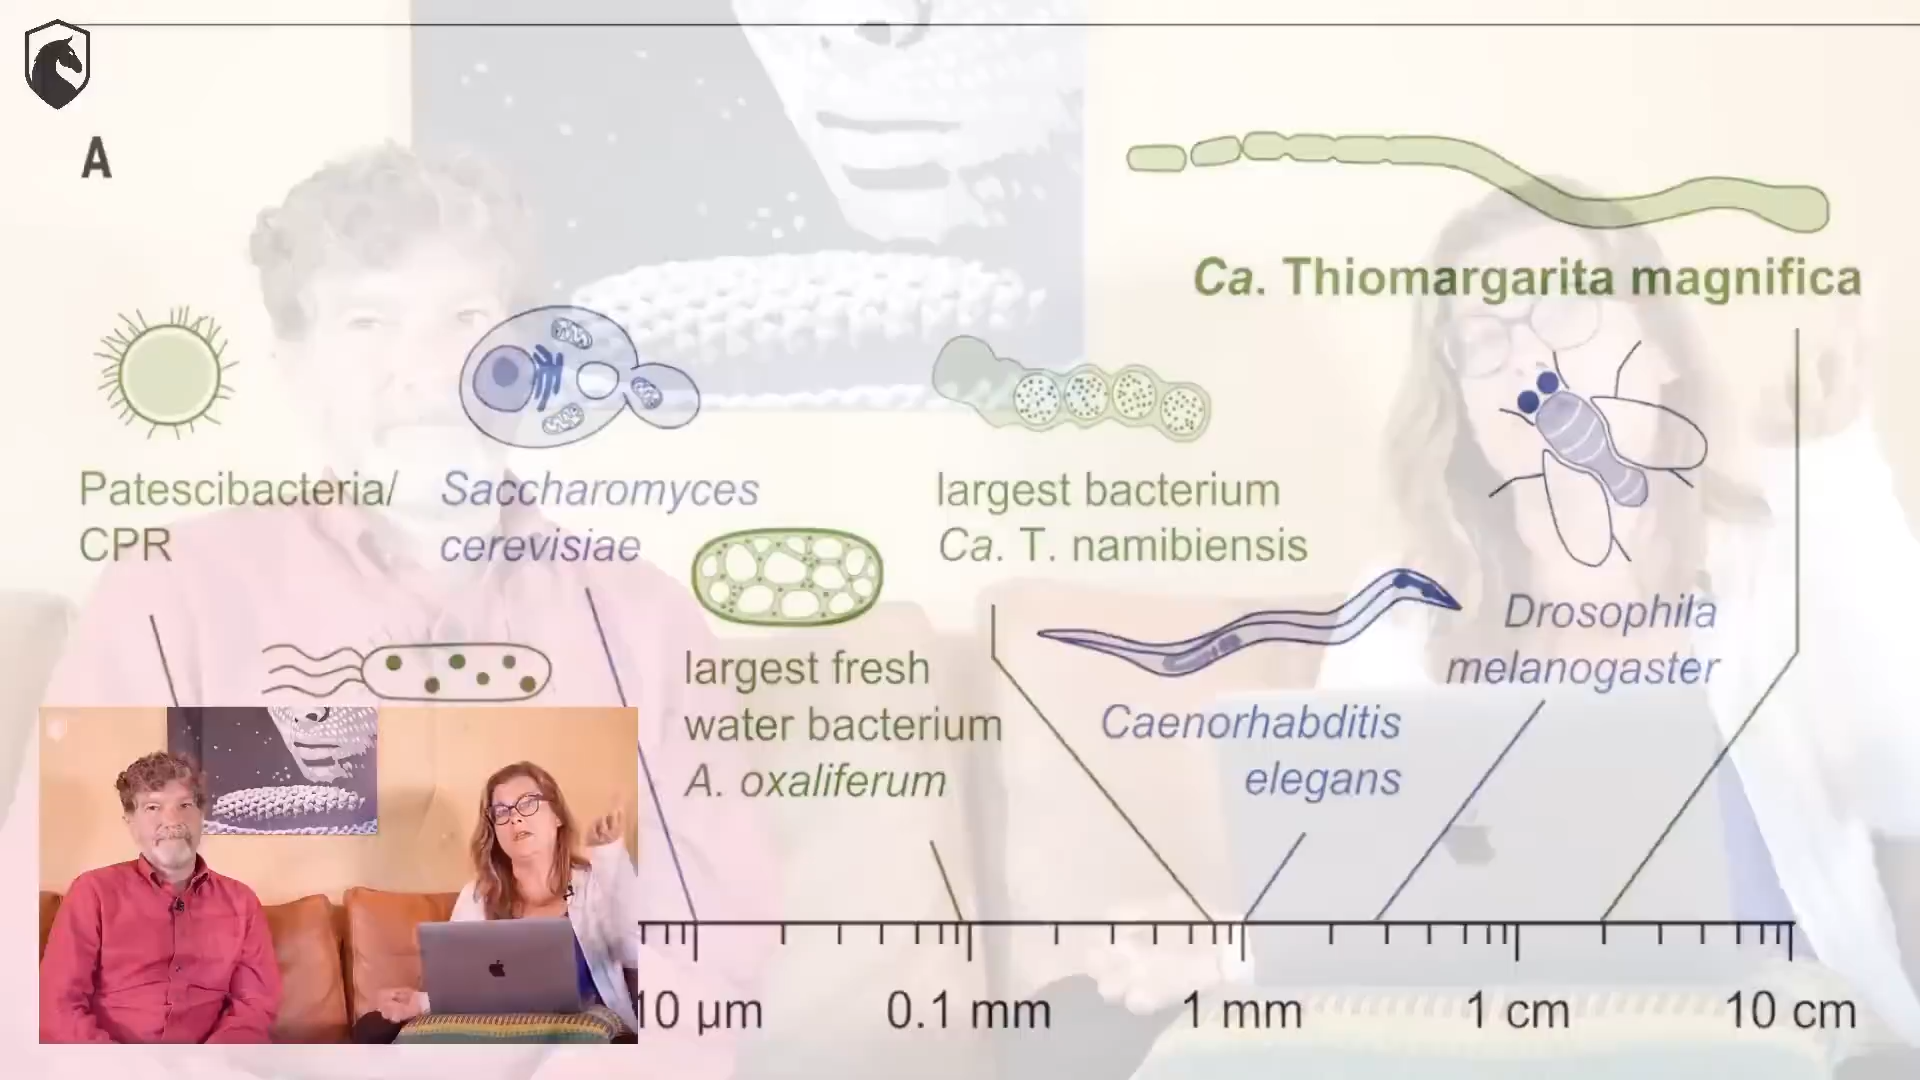 A
Ca. Thiomargarita magnifica
Patescibacteria/
CPR
Saccharomyces
cerevisiae
largest bacterium
Ca. T. namibiensis
largest fresh
water bacterium
A. oxaliferum
Drosophila
melanogaster
Caenorhabditis
elegans
10 µm
0.1 mm
1 mm
1 cm
10 cm